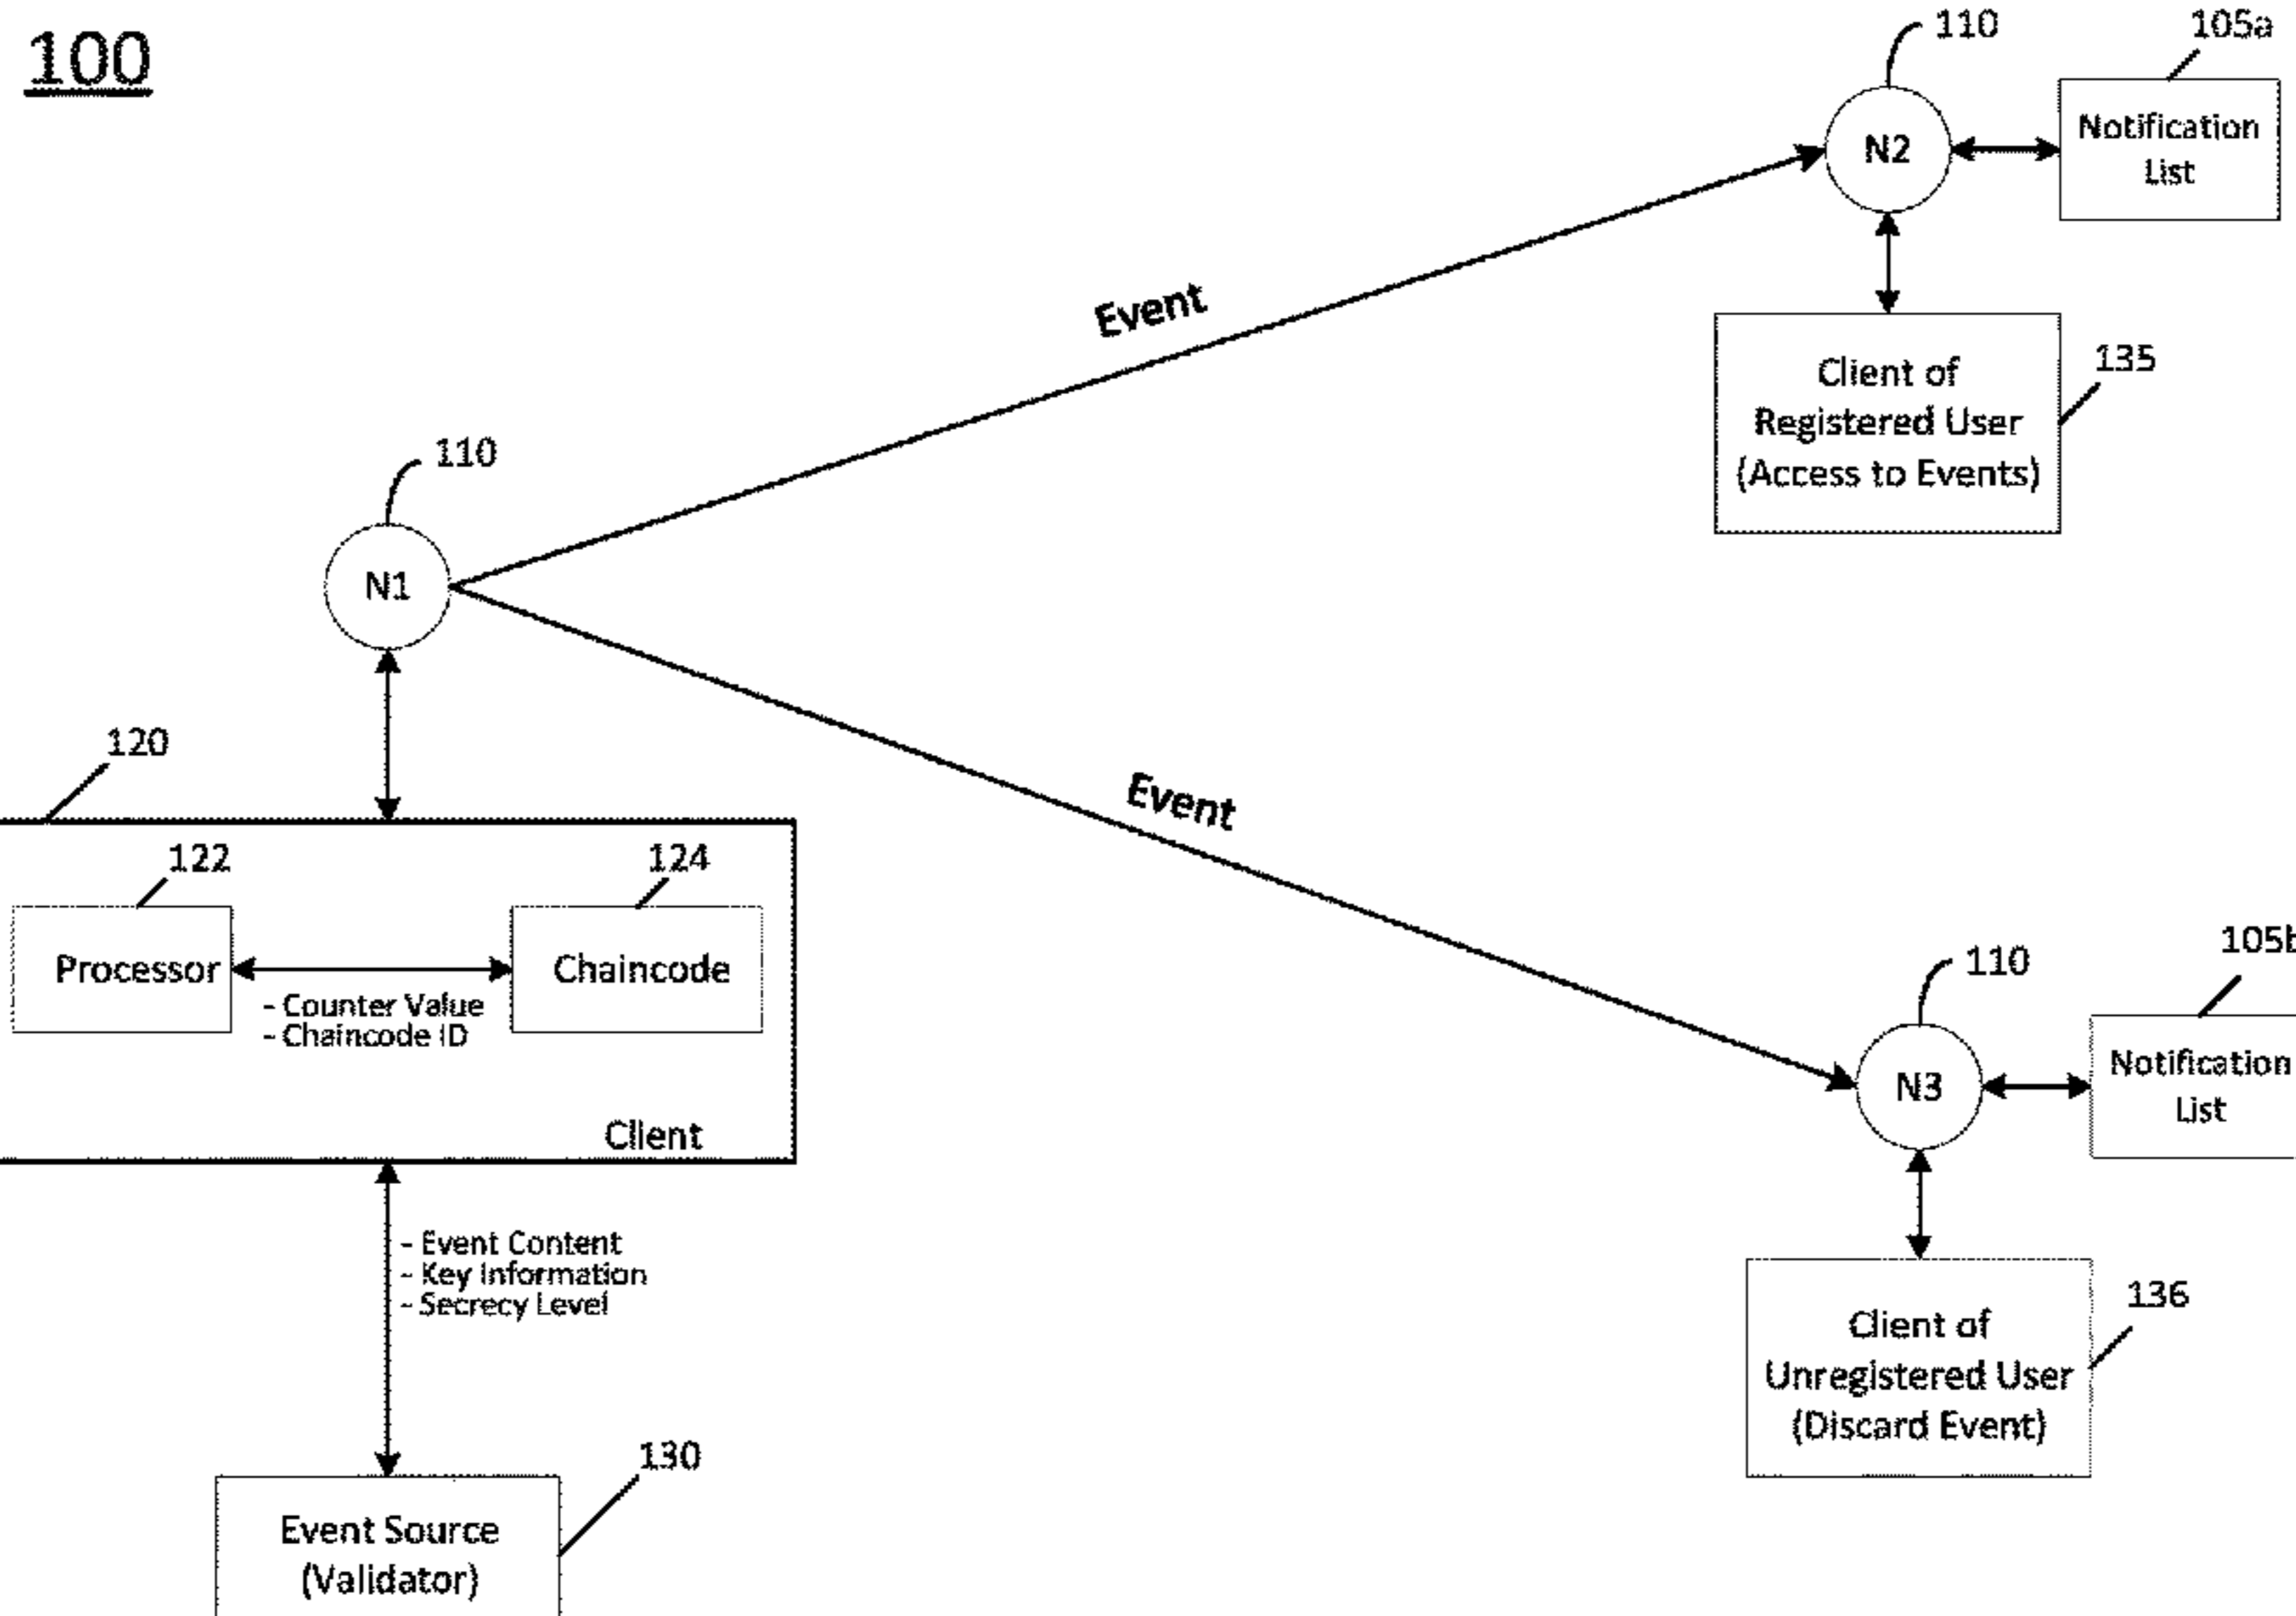 100
110
105a
N2
Notification
List
Event
135
Client of
Registered User
(Access to Events)
110
N1
120
Event
122
124
Processor
Chaincode
- Counter Value
- Chaincode ID
Client
110
105b
N3
Notification
List
- Event Content
- Key Information
- Secrecy Level
136
Client of
Unregistered User
(Discard Event)
130
Event Source
(Validator)